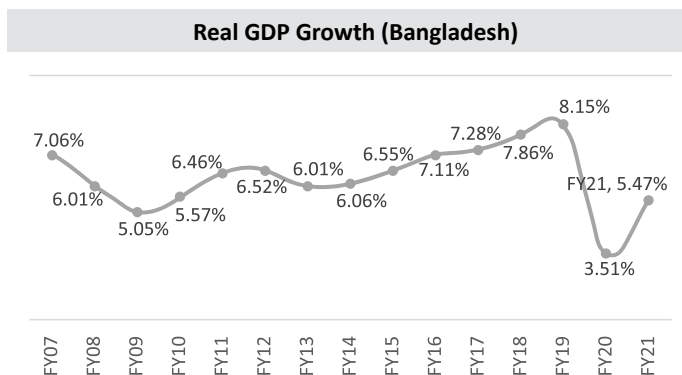 Real GDP Growth (Bangladesh)
7.06%
6.01%
5.05%
5.57%
6.46%
6.52%
6.01%
6.06%
6.55%
7.11%
7.28%
7.86%
8.15%
3.51%
FY21, 5.47%
FY07
FY08
FY09
FY10
FY11
FY12
FY13
FY14
FY15
FY16
FY17
FY18
FY19
FY20
FY21